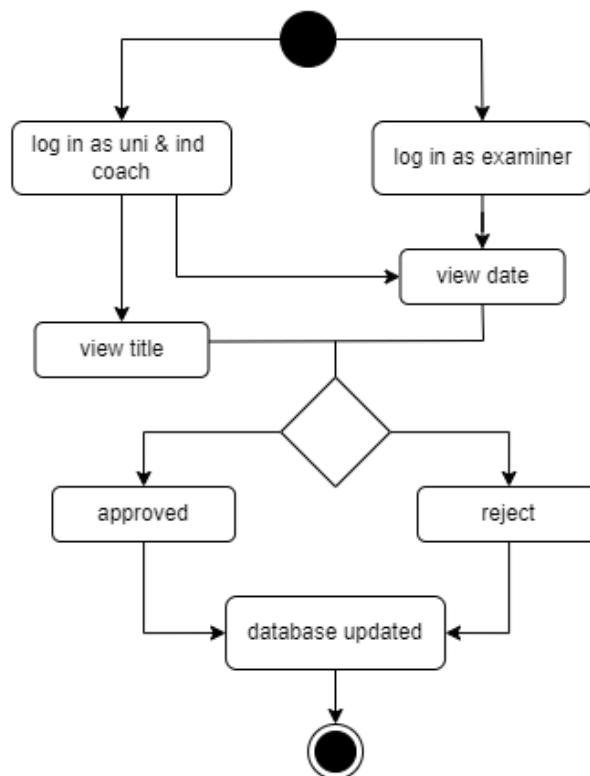 log in as uni & ind
coach
log in as examiner
view date
view title
approved
reject
database updated